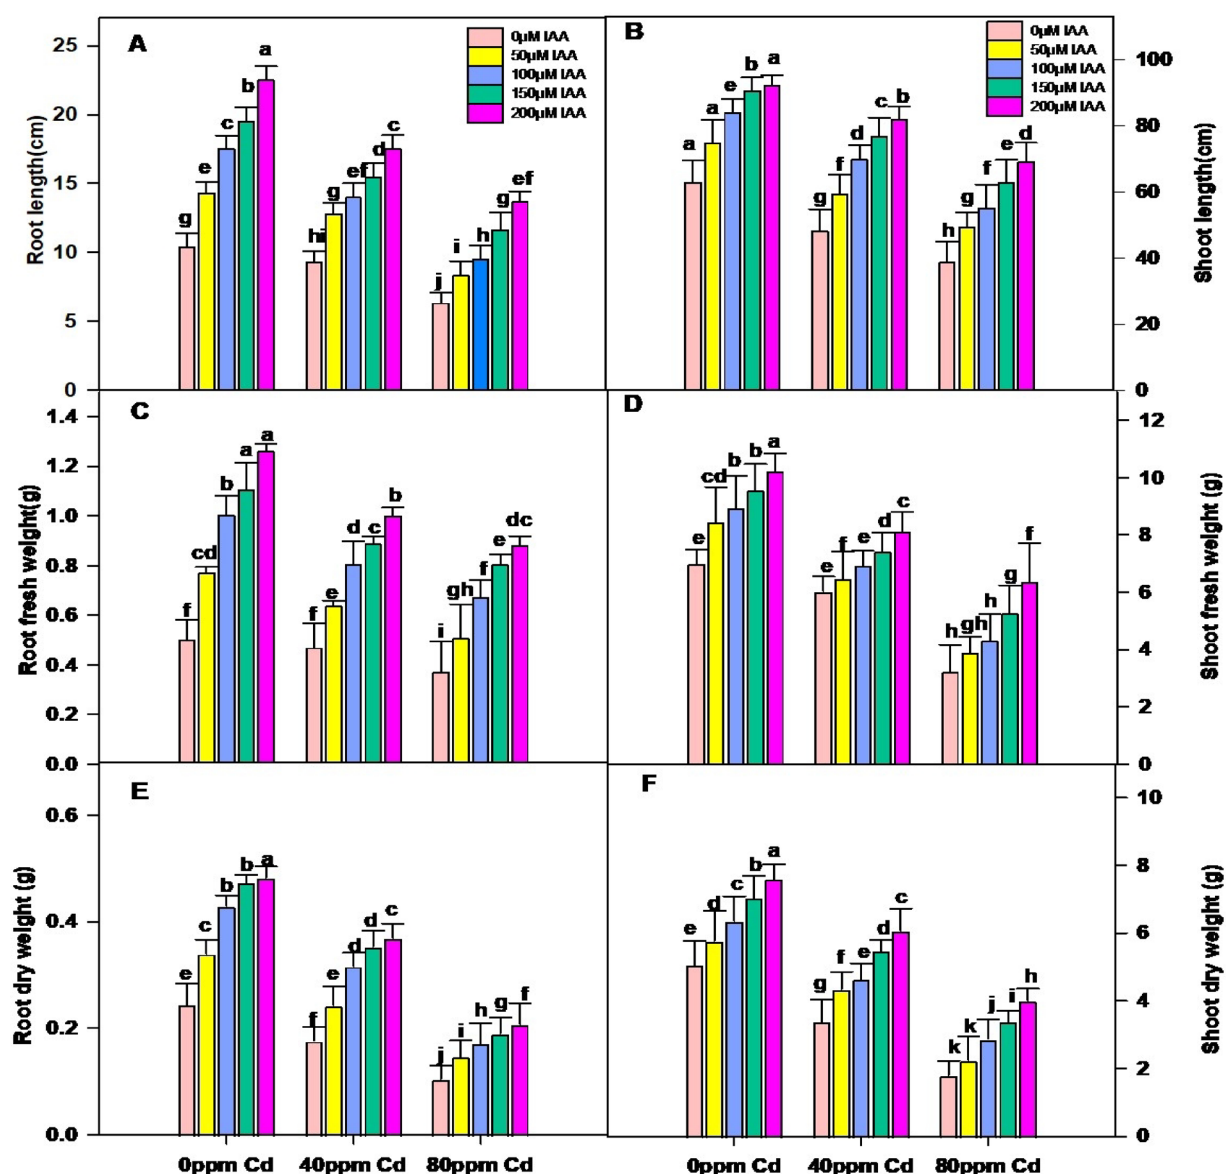 A
0µM IAA
50µM IAA
100µM IAA
150µM IAA
200µM IAA
Root length(cm)
25
20
15
10
5
0
g
e
c
b
a
hi
g
ef
d
c
j
i
h
g
ef
B
0µM IAA
50µM IAA
100µM IAA
150µM IAA
200µM IAA
Shoot length(cm)
100
80
60
40
20
0
a
a
e
b
a
g
f
d
c
b
h
g
f
e
d
C
Root fresh weight(g)
1.4
1.2
1.0
0.8
0.6
0.4
0.2
0.0
f
cd
b
a
a
f
e
d
c
b
i
gh
f
e
dc
D
Shoot fresh weight (g)
12
10
8
6
4
2
0
e
cd
b
b
a
e
f
e
d
c
h
gh
h
g
f
E
Root dry weight (g)
0.6
0.4
0.2
0.0
e
c
b
b
a
f
e
d
d
c
j
i
h
g
f
0ppm Cd
40ppm Cd
80ppm Cd
F
Shoot dry weight (g)
10
8
6
4
2
0
e
d
c
b
a
g
f
e
d
c
k
k
j
i
h
0ppm Cd
40ppm Cd
80ppm Cd